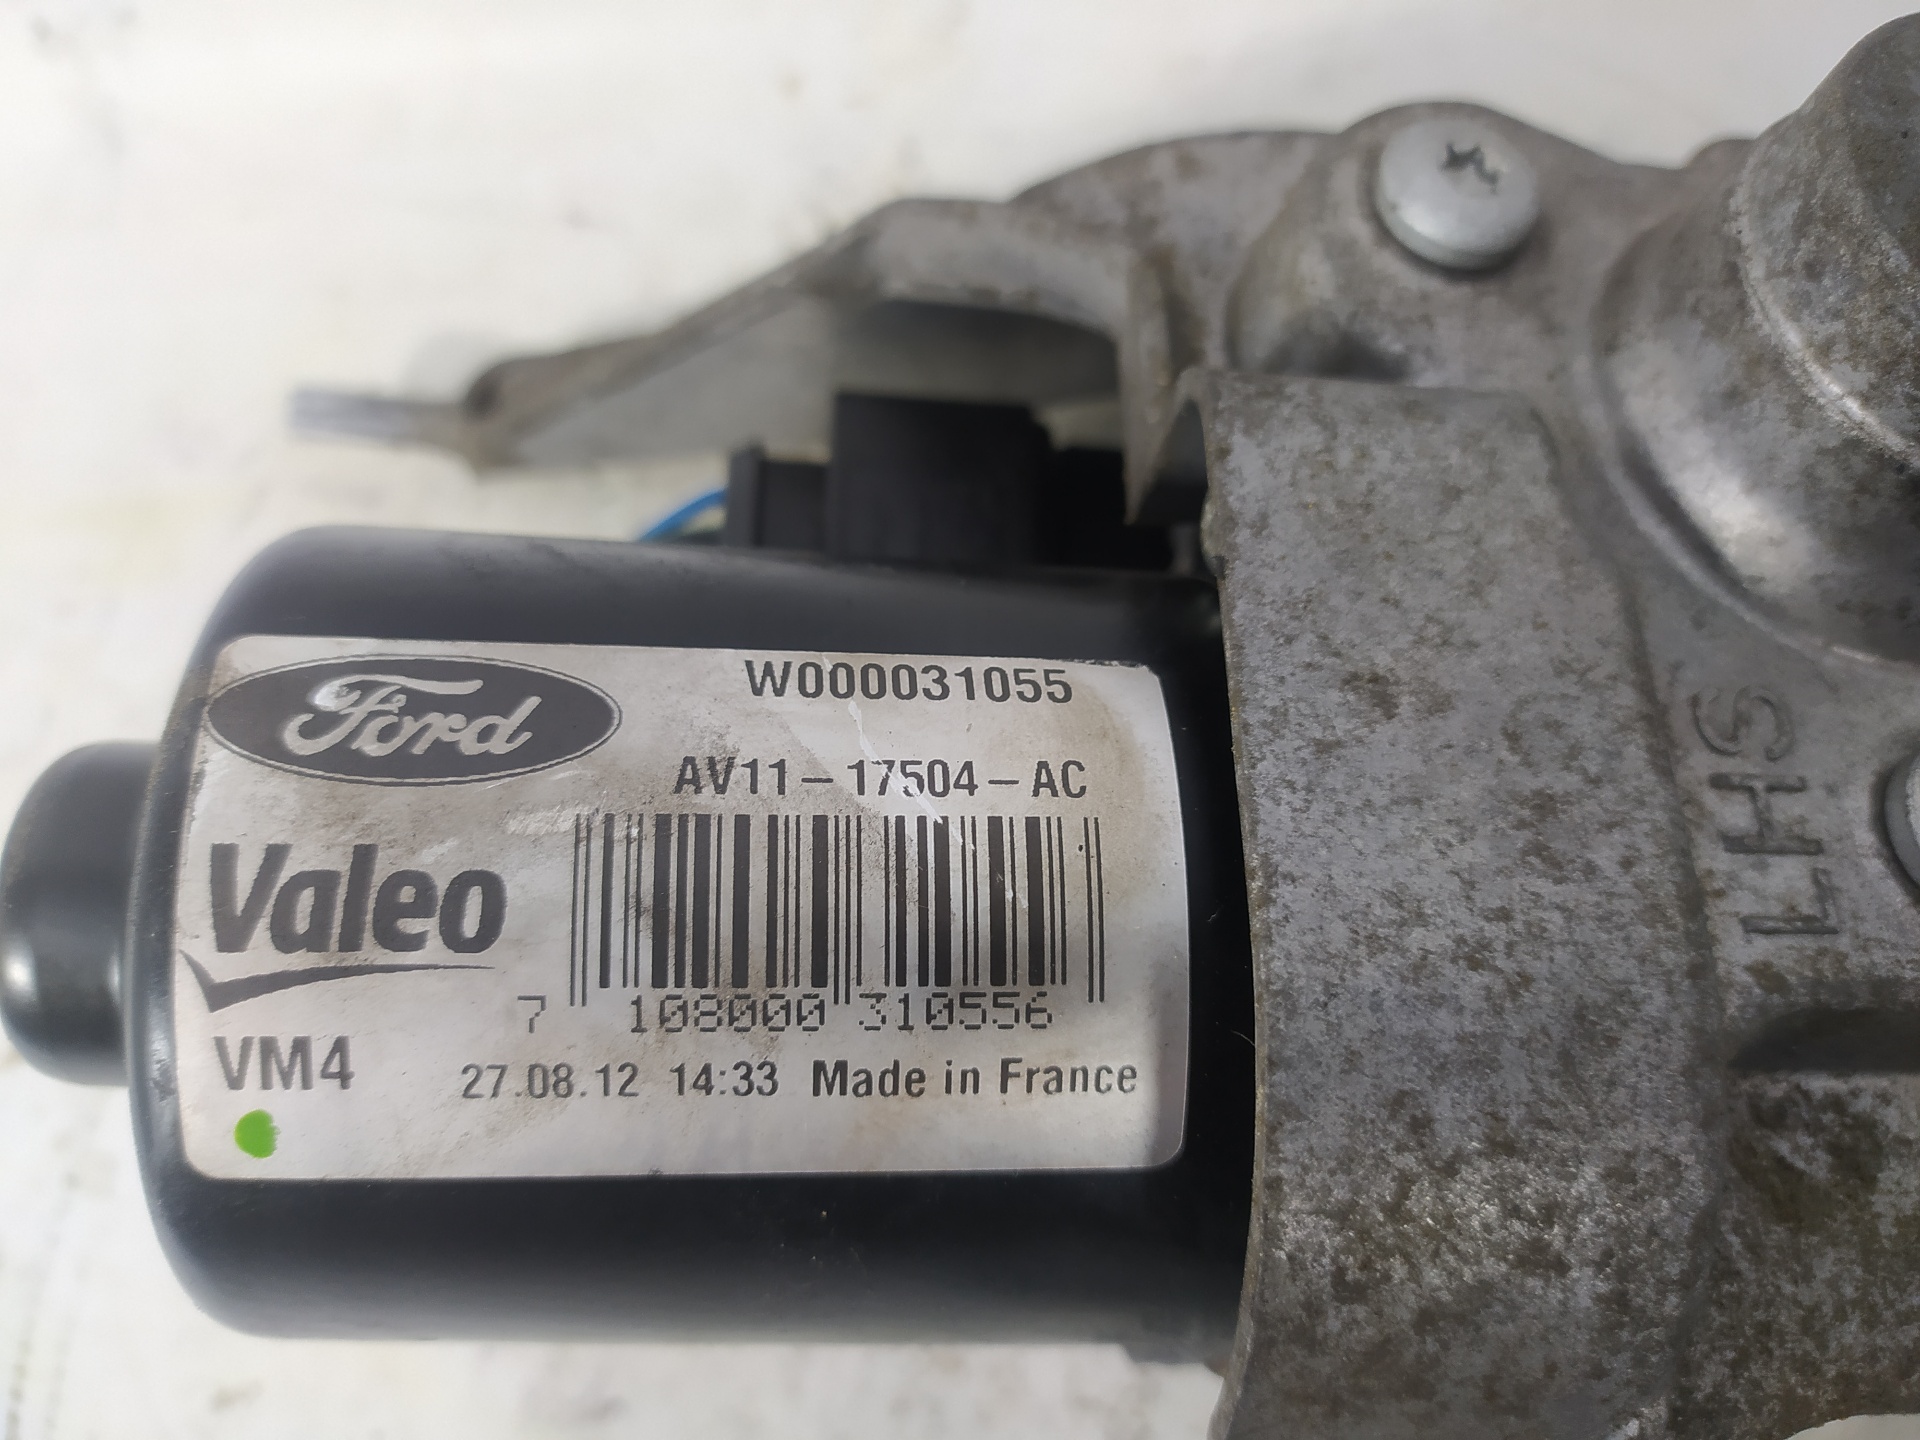 Ford
W000031055
AV11-17504-AC
Valeo
7 108000 310556
VM4
27.08.12 14:33 Made in France
LHS